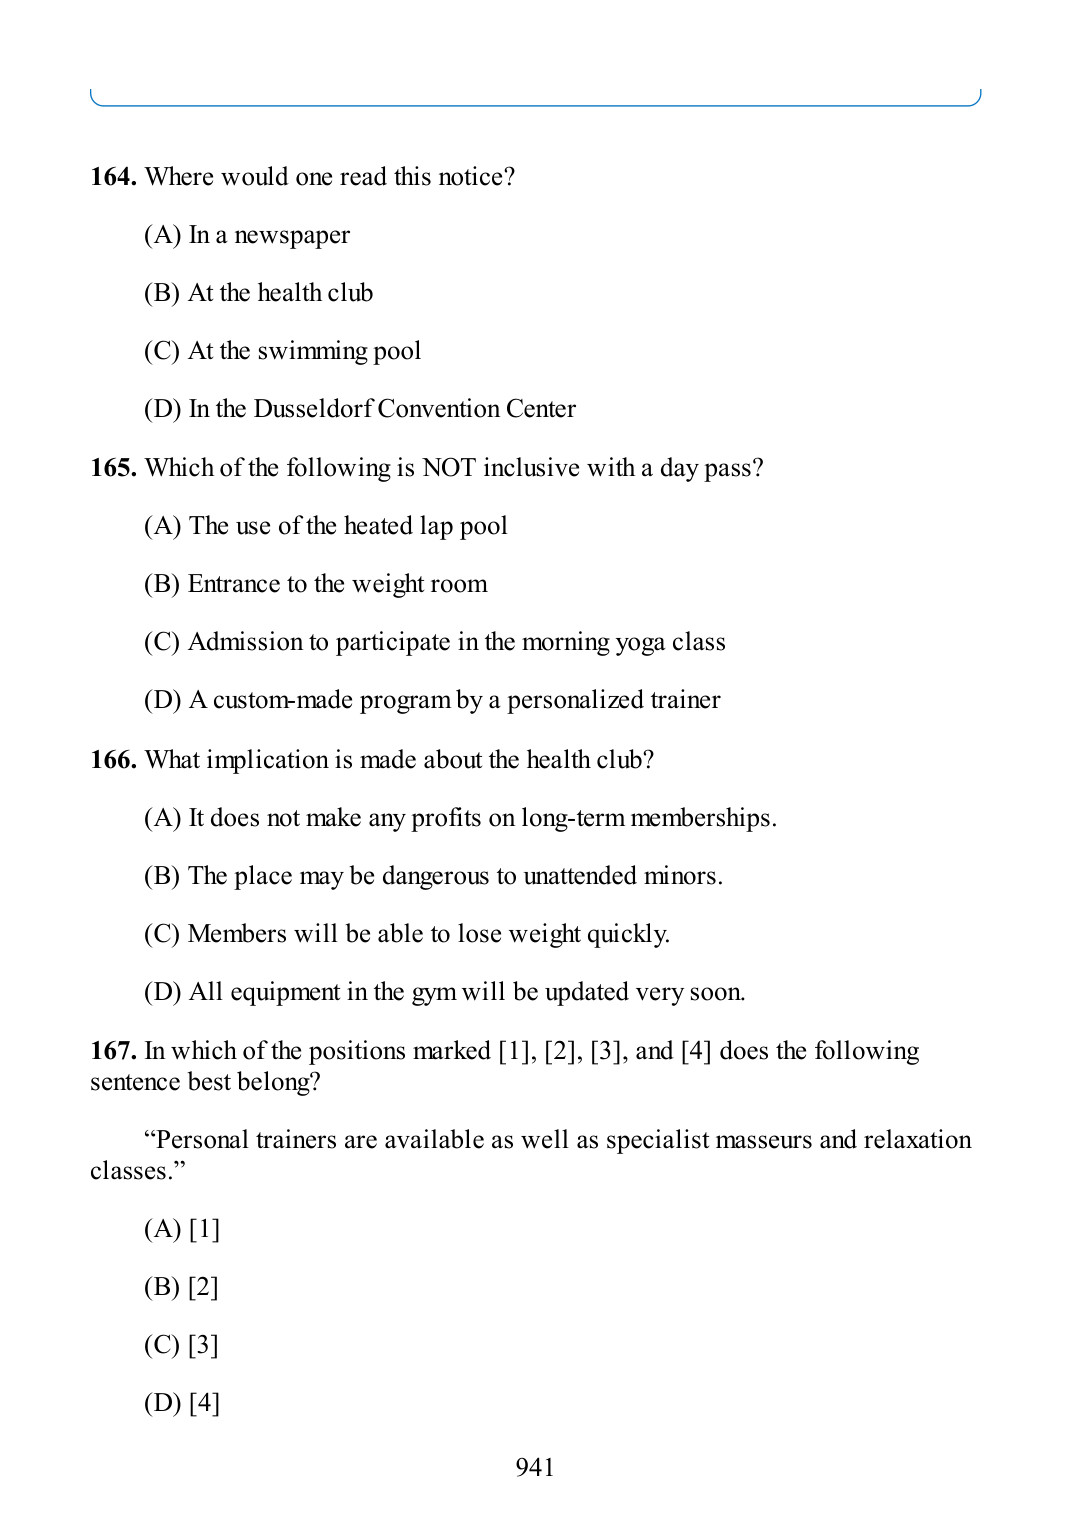 164. Where would one read this notice?
(A) In a newspaper
(B) At the health club
(C) At the swimming pool
(D) In the Dusseldorf Convention Center
165. Which of the following is NOT inclusive with a day pass?
(A) The use of the heated lap pool
(B) Entrance to the weight room
(C) Admission to participate in the morning yoga class
(D) A custom-made program by a personalized trainer
166. What implication is made about the health club?
(A) It does not make any profits on long-term memberships.
(B) The place may be dangerous to unattended minors.
(C) Members will be able to lose weight quickly.
(D) All equipment in the gym will be updated very soon.
167. In which of the positions marked [1], [2], [3], and [4] does the following
sentence best belong?
“Personal trainers are available as well as specialist masseurs and relaxation
classes.”
(A) [1]
(B) [2]
(C) [3]
(D) [4]
941